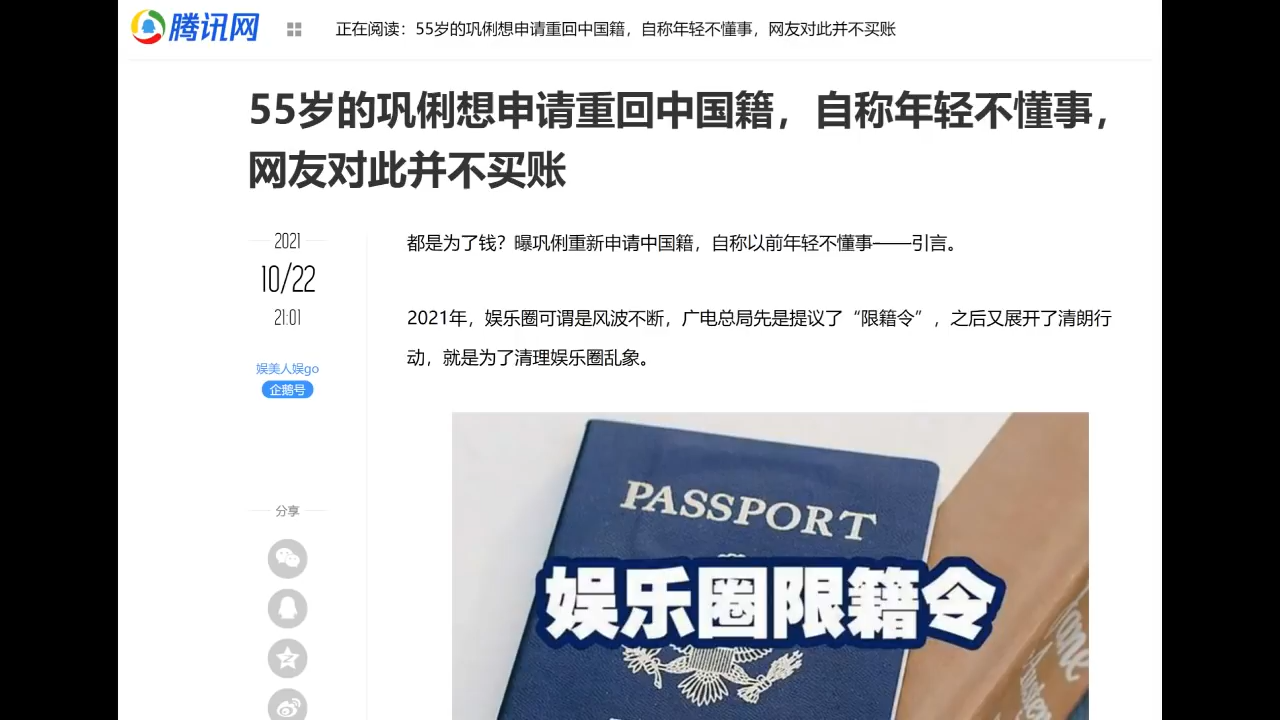 腾讯网
正在阅读：55岁的巩俐想申请重回中国籍，自称年轻不懂事，网友对此并不买账
55岁的巩俐想申请重回中国籍，自称年轻不懂事，
网友对此并不买账
2021
10/22
21:01
娱美人娱go
企鹅号
分享
都是为了钱？曝巩俐重新申请中国籍，自称以前年轻不懂事——引言。
2021年，娱乐圈可谓是风波不断，广电总局先是提议了“限籍令”，之后又展开了清朗行
动，就是为了清理娱乐圈乱象。
PASSPORT
娱乐圈限籍令